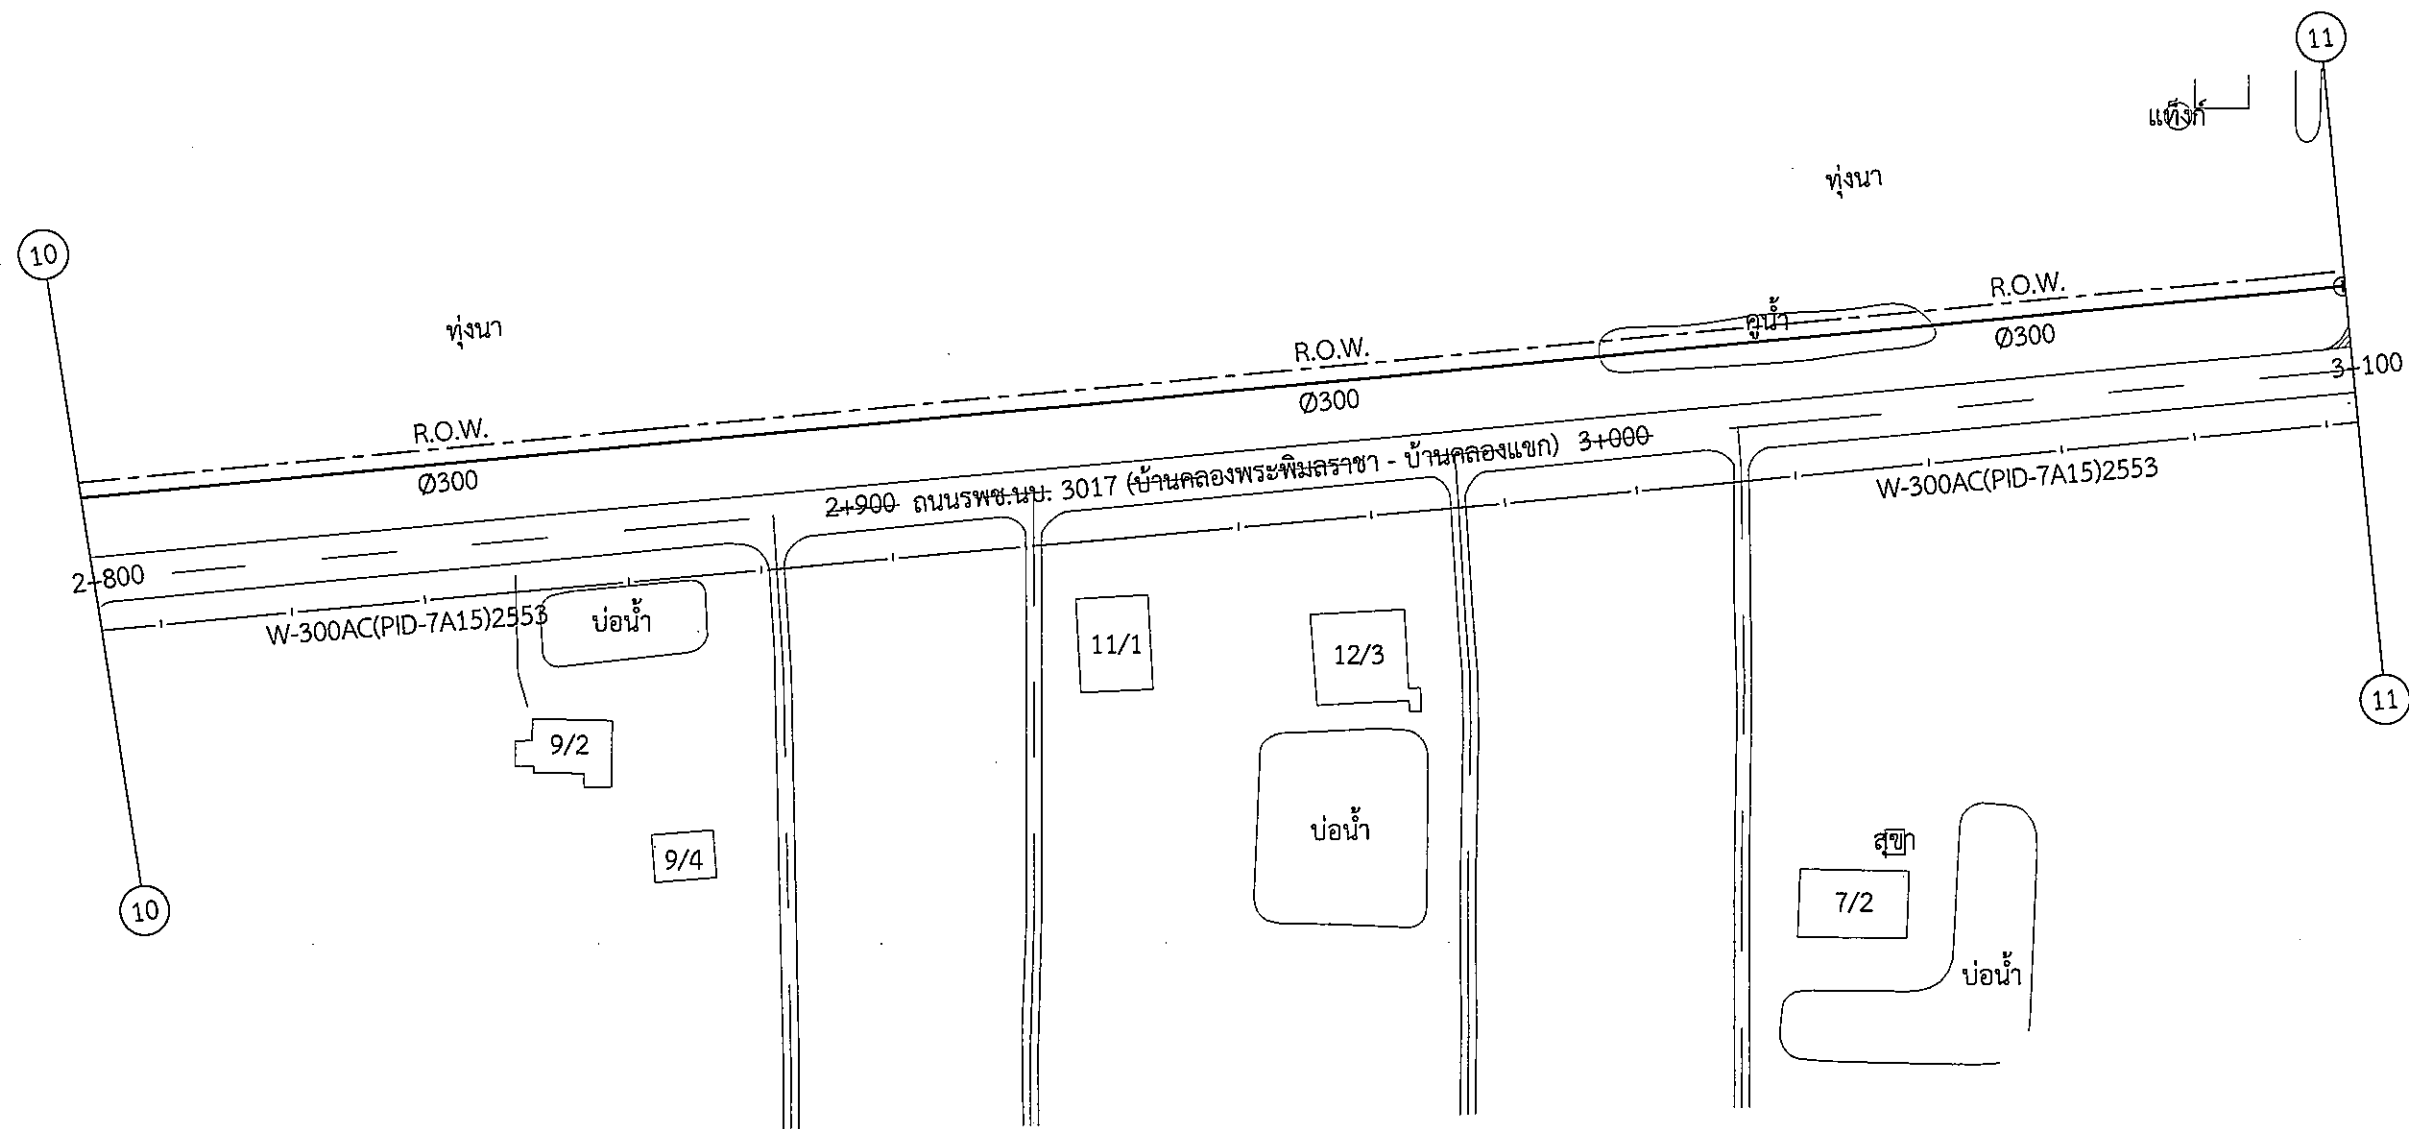 11
แท็งก์
ทุ่งนา
10
R.O.W.
ทุ่งนา
คูน้ำ
Ø300
R.O.W.
3+100
Ø300
R.O.W.
2+900 ถนนรพช.นบ. 3017 (บ้านคลองพระพิมลราชา - บ้านคลองแขก) 3+000
Ø300
W-300AC(PID-7A15)2553
2+800
W-300AC(PID-7A15)2553
บ่อน้ำ
11/1
12/3
11
9/2
บ่อน้ำ
สุขา
9/4
7/2
10
บ่อน้ำ